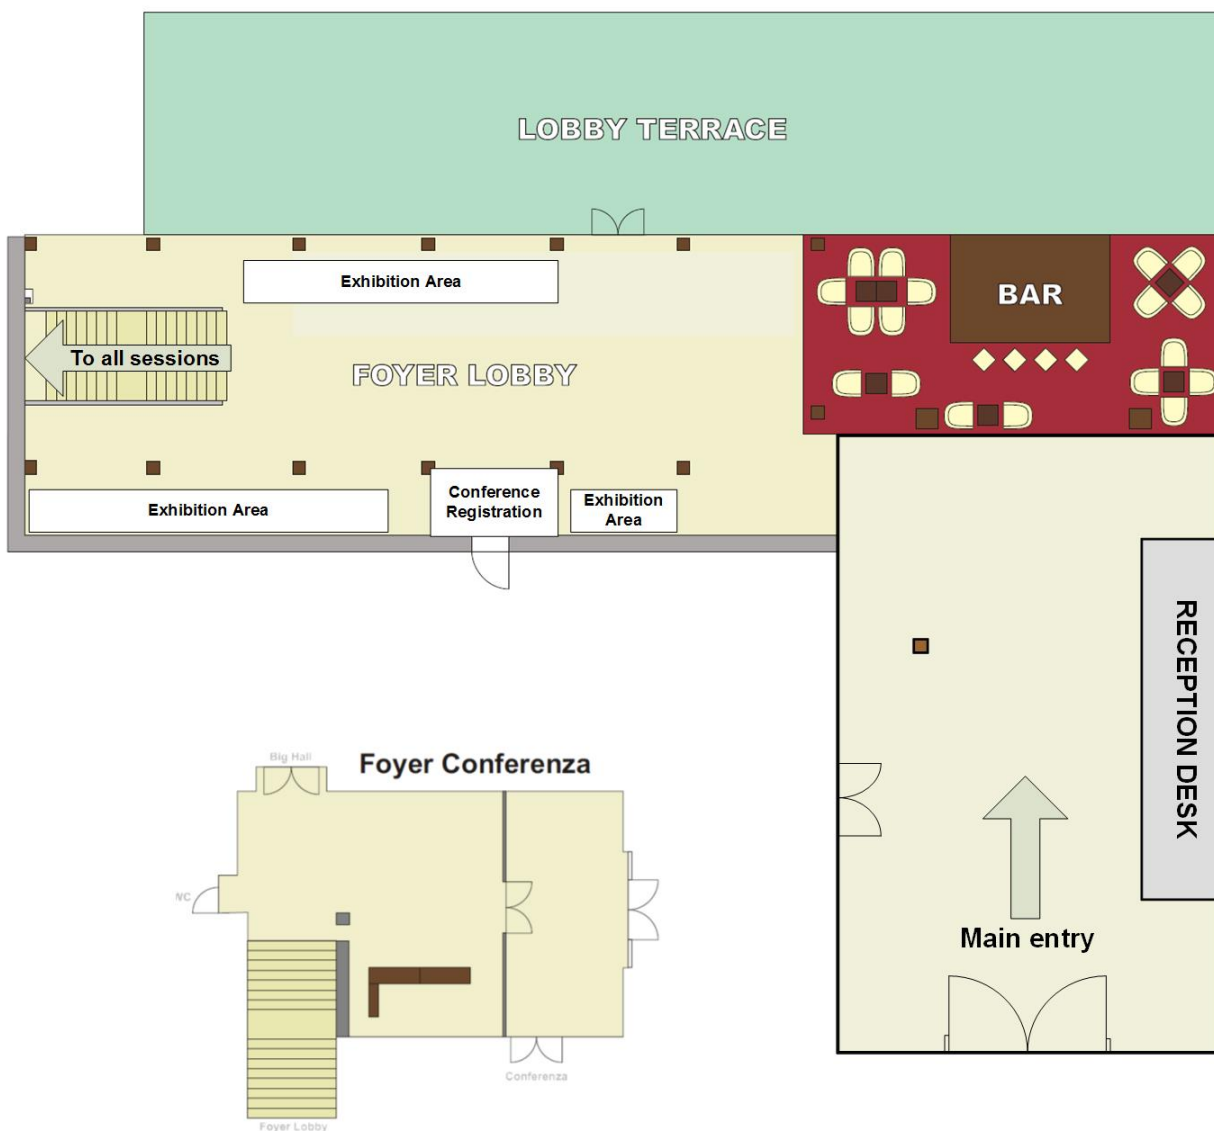 LOBBY TERRACE
Exhibition Area
BAR
To all sessions
FOYER LOBBY
Conference
Registration
Exhibition Area
Exhibition
Area
RECEPTION DESK
Main entry
Big Hall
Foyer Conferenza
WC
Conferenza
Foyer Lobby